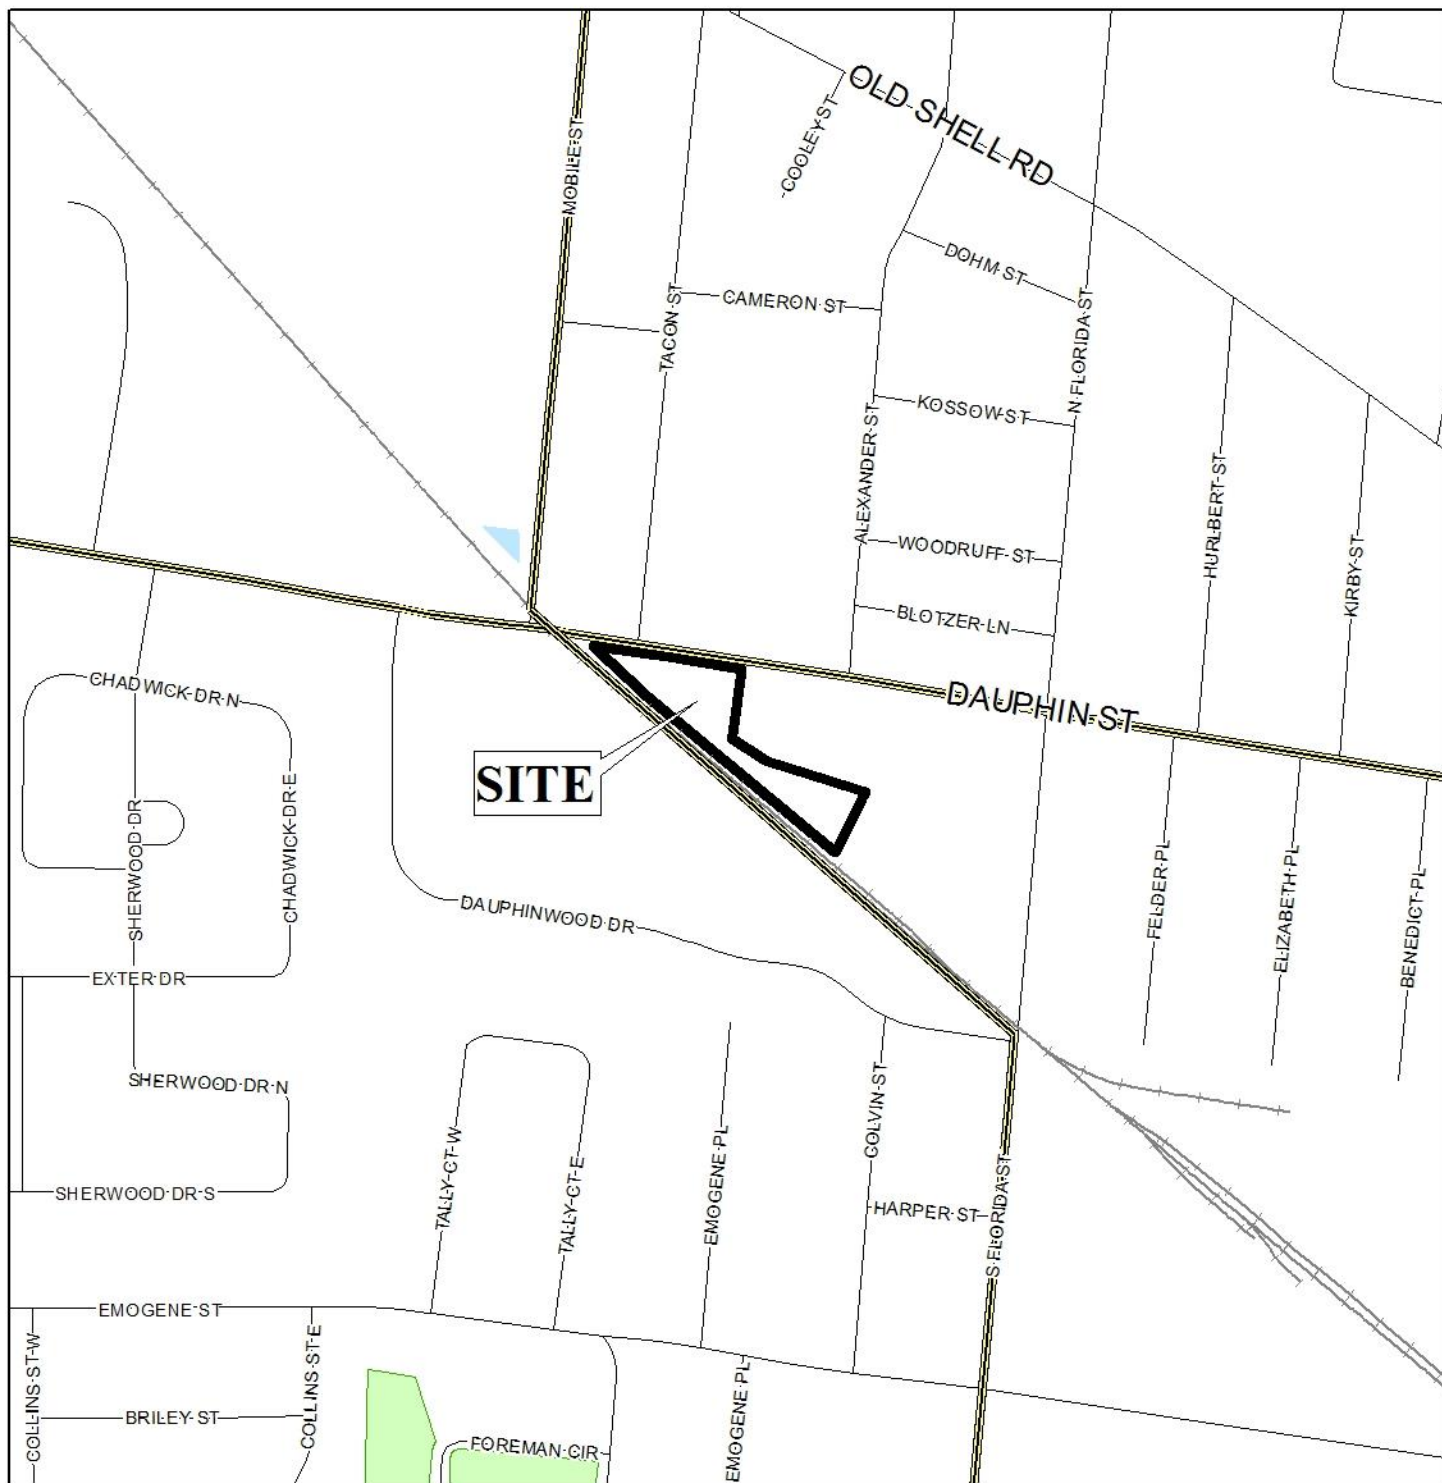 OLD SHELL RD
COOLEY ST
MOBILE ST
DOHM ST
CAMERON ST
TACON ST
N FLORIDA ST
KOSSOW ST
ALEXANDER ST
HURLBERT ST
WOODRUFF ST
KIRBY ST
BLOTZER LN
CHADWICK DR N
DAUPHIN ST
SITE
SHERWOOD DR
CHADWICK DR E
FELDER PL
ELIZABETH PL
BENEDICT PL
DAUPHINWOOD DR
EXTER DR
SHERWOOD DR N
COLVIN ST
TALLY CT W
TALLY CT E
EMOGENE PL
SHERWOOD DR S
HARPER ST
S FLORIDA ST
EMOGENE ST
COLLINS ST W
COLLINS ST E
BRILEY ST
FOREMAN CIR
EMOGENE PL